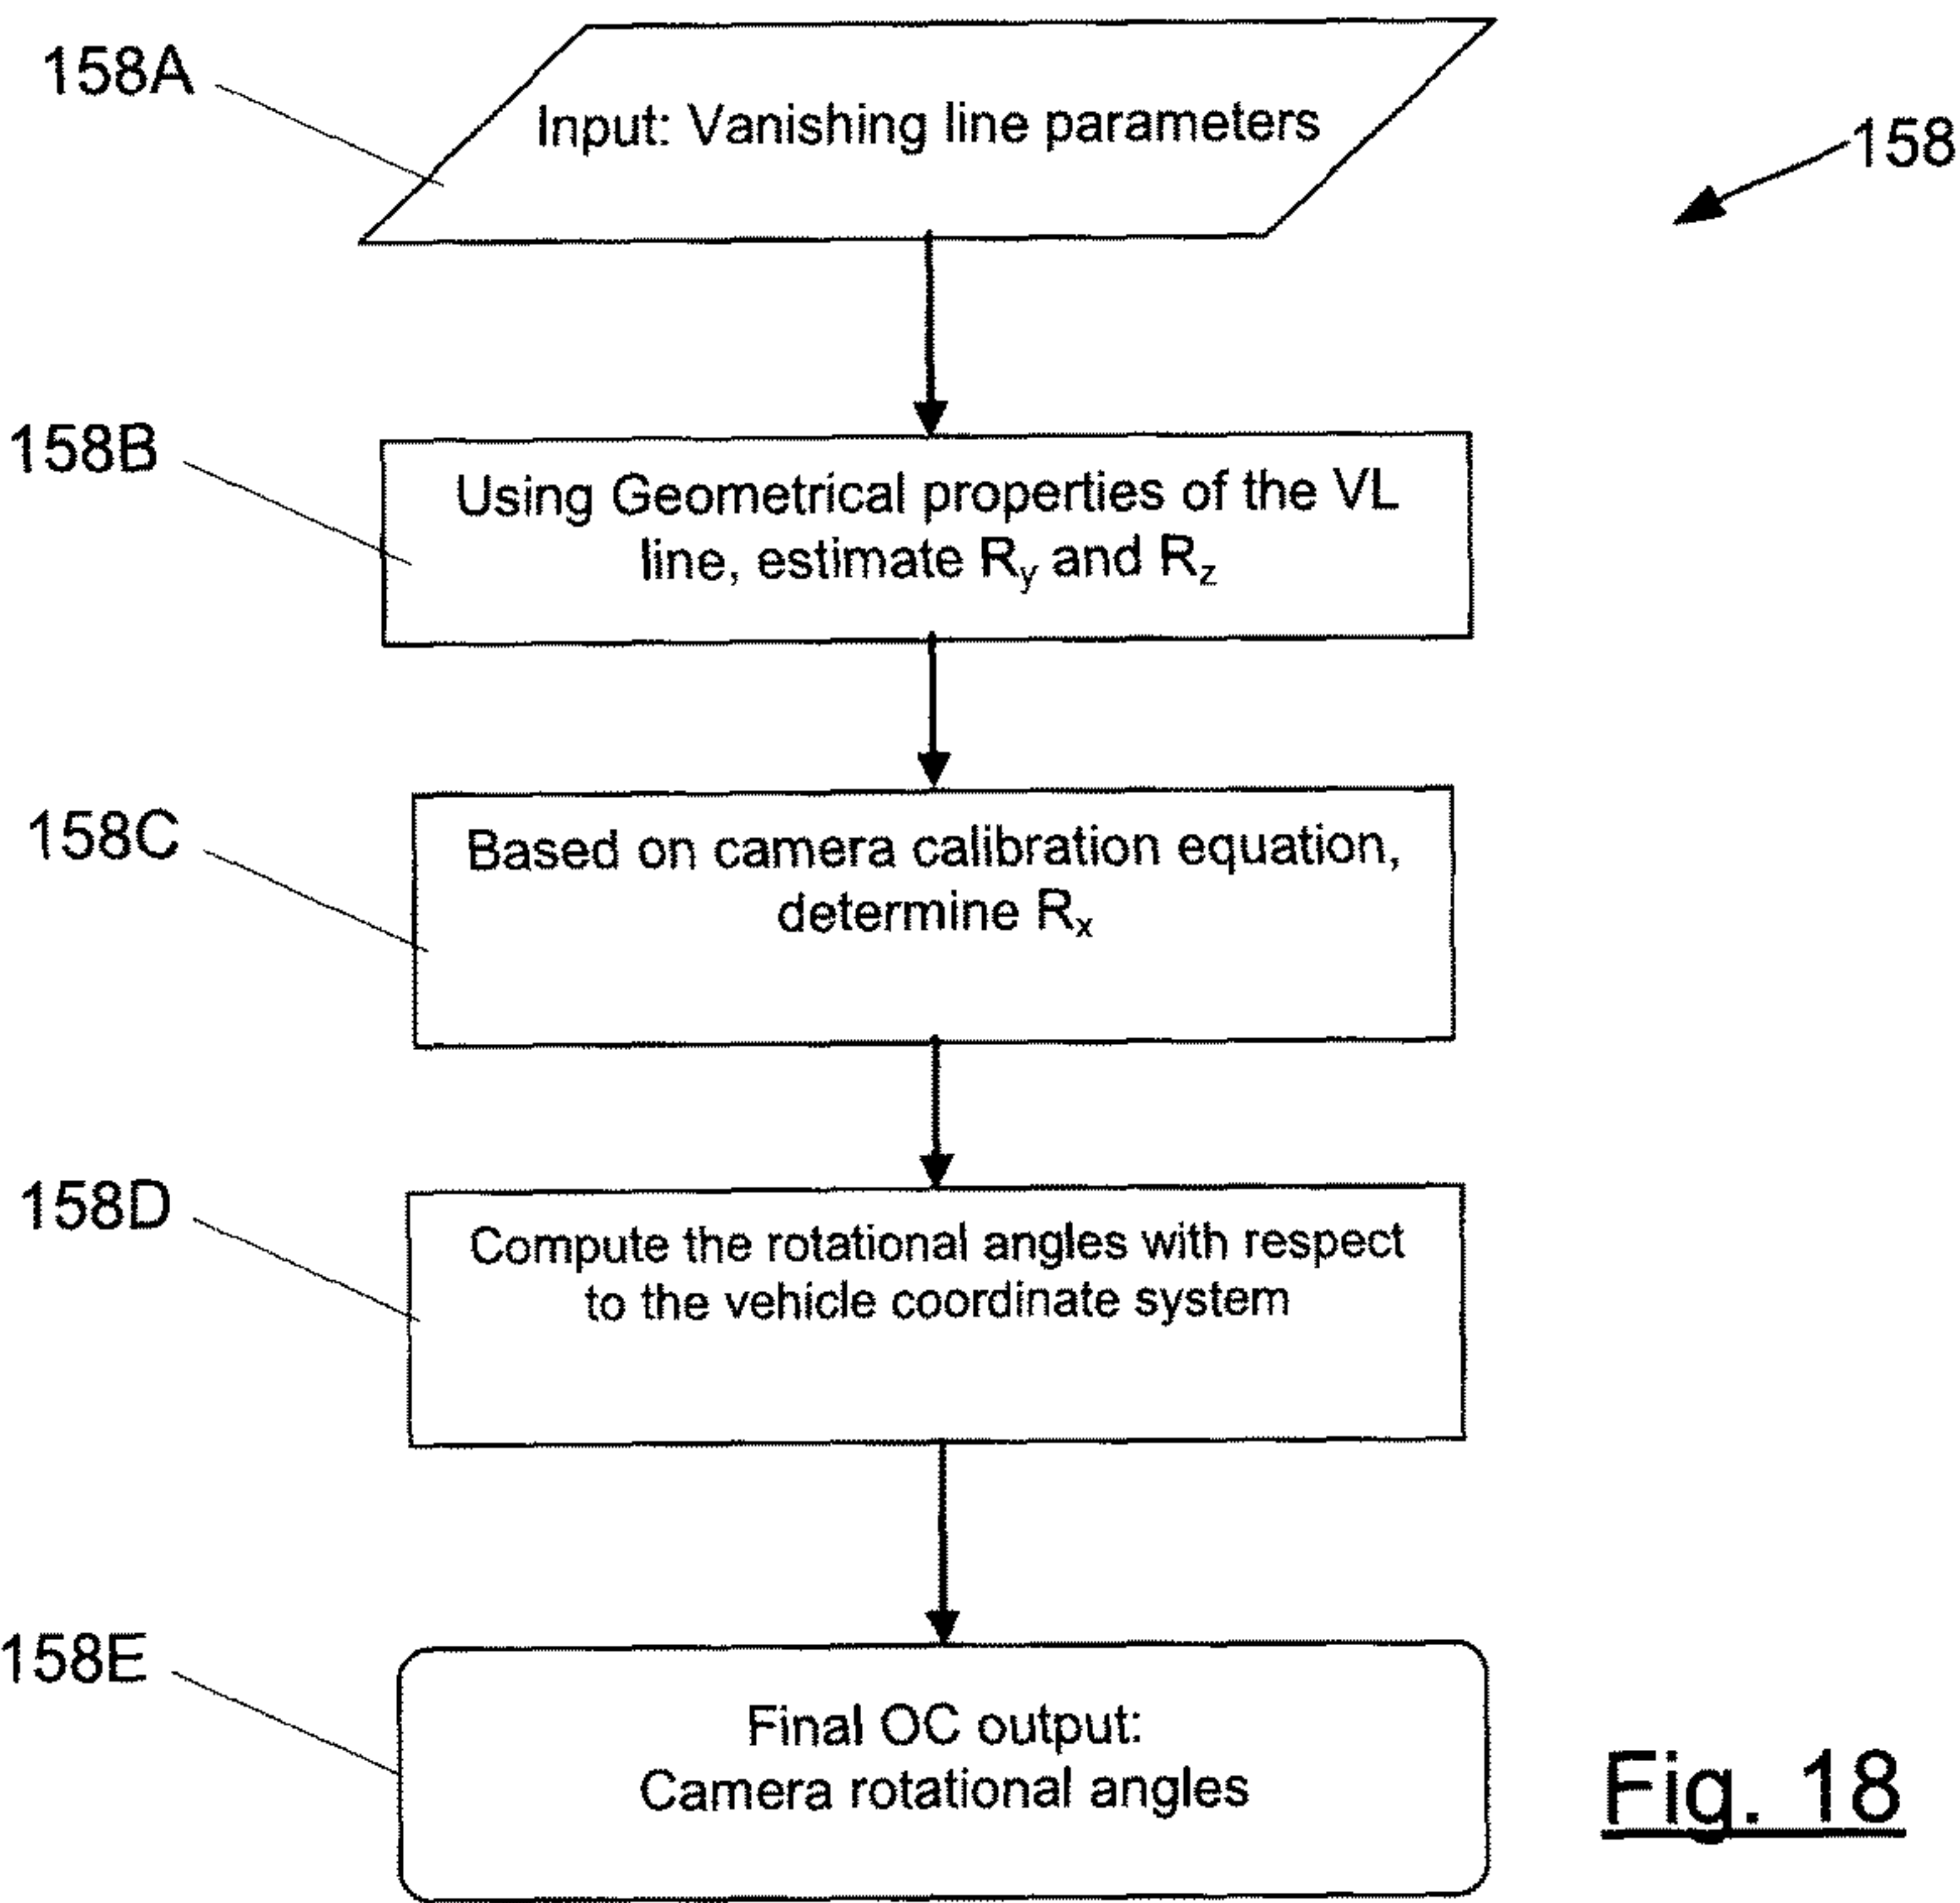 158A
Input: Vanishing line parameters
158
158B
Using Geometrical properties of the VL
line, estimate Ry and Rz
158C
Based on camera calibration equation,
determine Rx
158D
Compute the rotational angles with respect
to the vehicle coordinate system
158E
Final OC output:
Camera rotational angles
Fig. 18